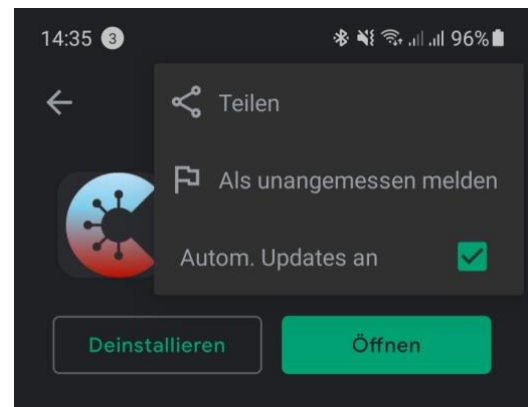 14:35 3 96%
Teilen
Als unangemessen melden
Autom. Updates an
Deinstallieren Öffnen